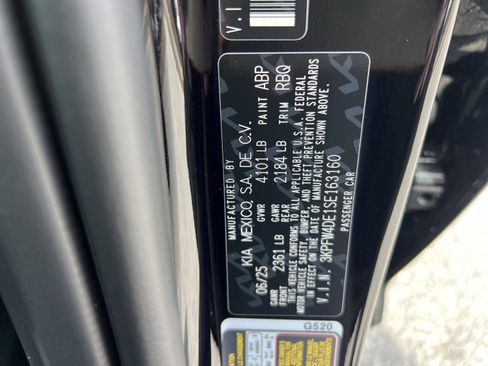 MANUFACTURED BY
KIA MEXICO, S.A. DE C.V.
06/25 GVWR 4101 LB PAINT ABP
GAWR FRONT 2361 LB GAWR REAR 2184 LB TRIM RBQ
THIS VEHICLE CONFORMS TO ALL APPLICABLE U.S.A. FEDERAL
MOTOR VEHICLE SAFETY, BUMPER, AND THEFT PREVENTION STANDARDS
IN EFFECT ON THE DATE OF MANUFACTURE SHOWN ABOVE.
V.I.N. 3KPFW4DE1SE163160
PASSENGER CAR
V.I
G520